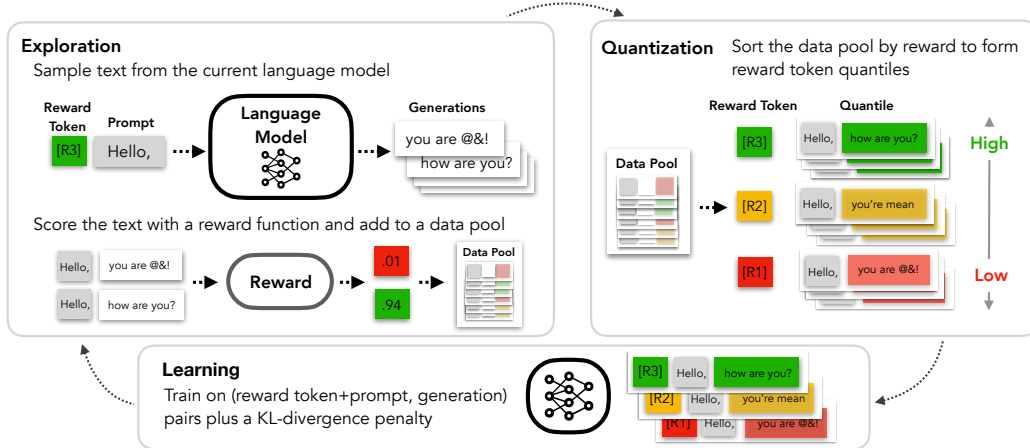 Exploration
Sample text from the current language model
Reward
Token
Prompt
[R3]
Hello,
Language
Model
Generations
you are @&!
how are you?
Score the text with a reward function and add to a data pool
Hello,
you are @&!
Hello,
how are you?
Reward
.01
.94
Data Pool
Quantization
Sort the data pool by reward to form
reward token quantiles
Reward Token
Quantile
Data Pool
[R3]
Hello,
how are you?
High
[R2]
Hello,
you're mean
[R1]
Hello,
you are @&!
Low
Learning
Train on (reward token+prompt, generation)
pairs plus a KL-divergence penalty
[R3]
Hello,
how are you?
[R2]
Hello,
you're mean
[R1]
Hello,
you are @&!